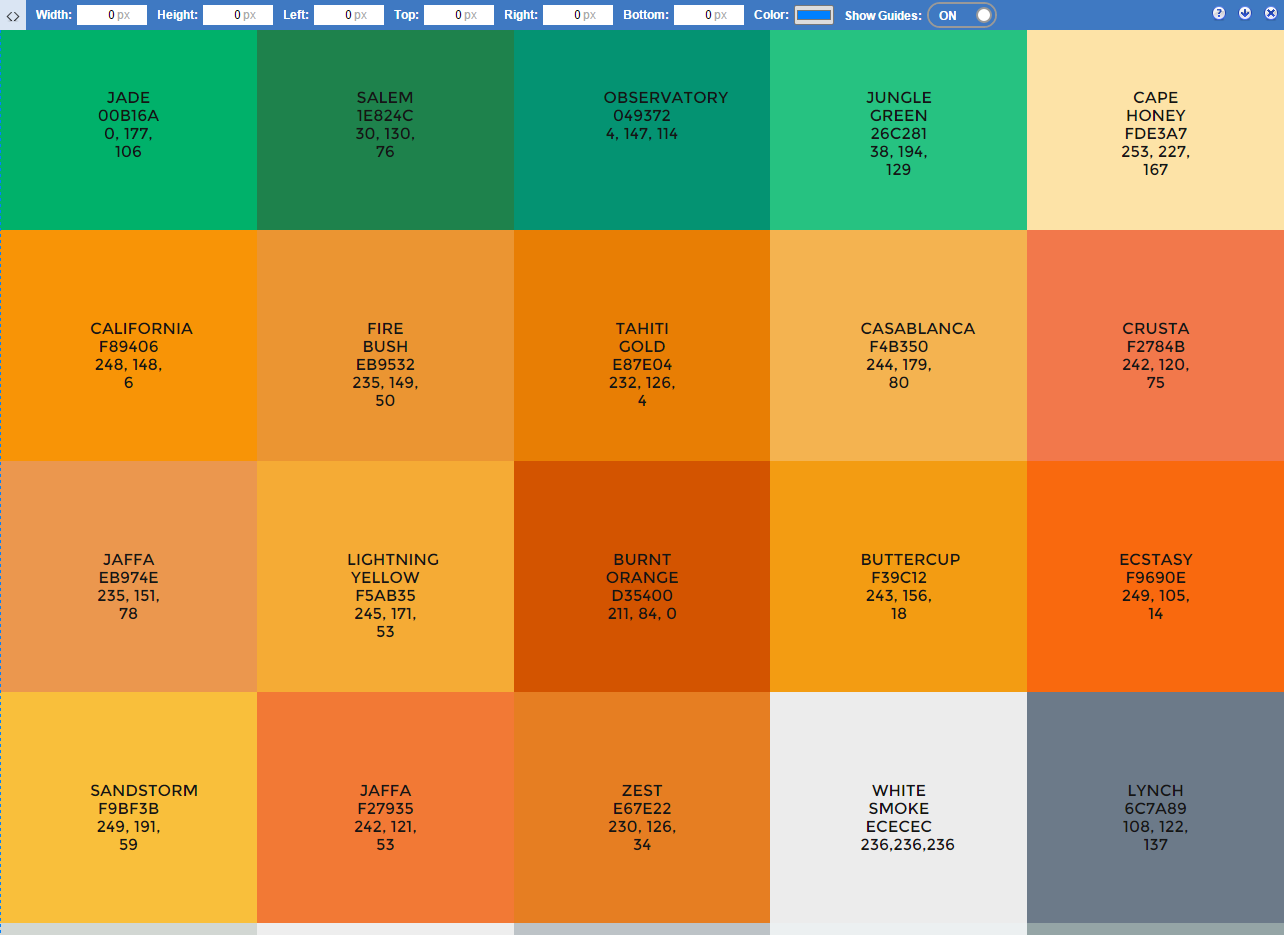 <> Width: 0 px Height: 0 px Left: 0 px Top: 0 px Right: 0 px Bottom: 0 px Color: Show Guides: ON ?
JADE
00B16A
0, 177,
106
SALEM
1E824C
30, 130,
76
OBSERVATORY
049372
4, 147, 114
JUNGLE
GREEN
26C281
38, 194,
129
CAPE
HONEY
FDE3A7
253, 227,
167
CALIFORNIA
F89406
248, 148,
6
FIRE
BUSH
EB9532
235, 149,
50
TAHITI
GOLD
E87E04
232, 126,
4
CASABLANCA
F4B350
244, 179,
80
CRUSTA
F2784B
242, 120,
75
JAFFA
EB974E
235, 151,
78
LIGHTNING
YELLOW
F5AB35
245, 171,
53
BURNT
ORANGE
D35400
211, 84, 0
BUTTERCUP
F39C12
243, 156,
18
ECSTASY
F9690E
249, 105,
14
SANDSTORM
F9BF3B
249, 191,
59
JAFFA
F27935
242, 121,
53
ZEST
E67E22
230, 126,
34
WHITE
SMOKE
ECECEC
236,236,236
LYNCH
6C7A89
108, 122,
137